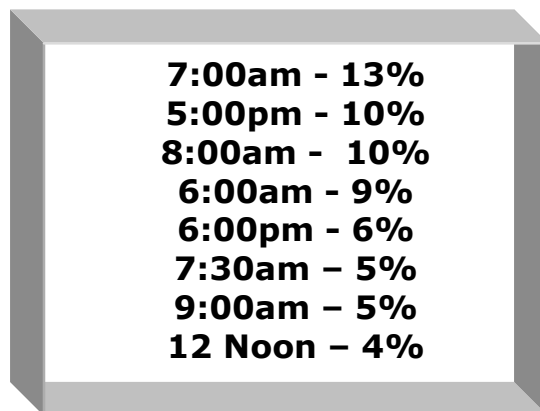 7:00am - 13%
5:00pm - 10%
8:00am -  10%
6:00am - 9%
6:00pm - 6%
7:30am – 5%
9:00am – 5%
12 Noon – 4%